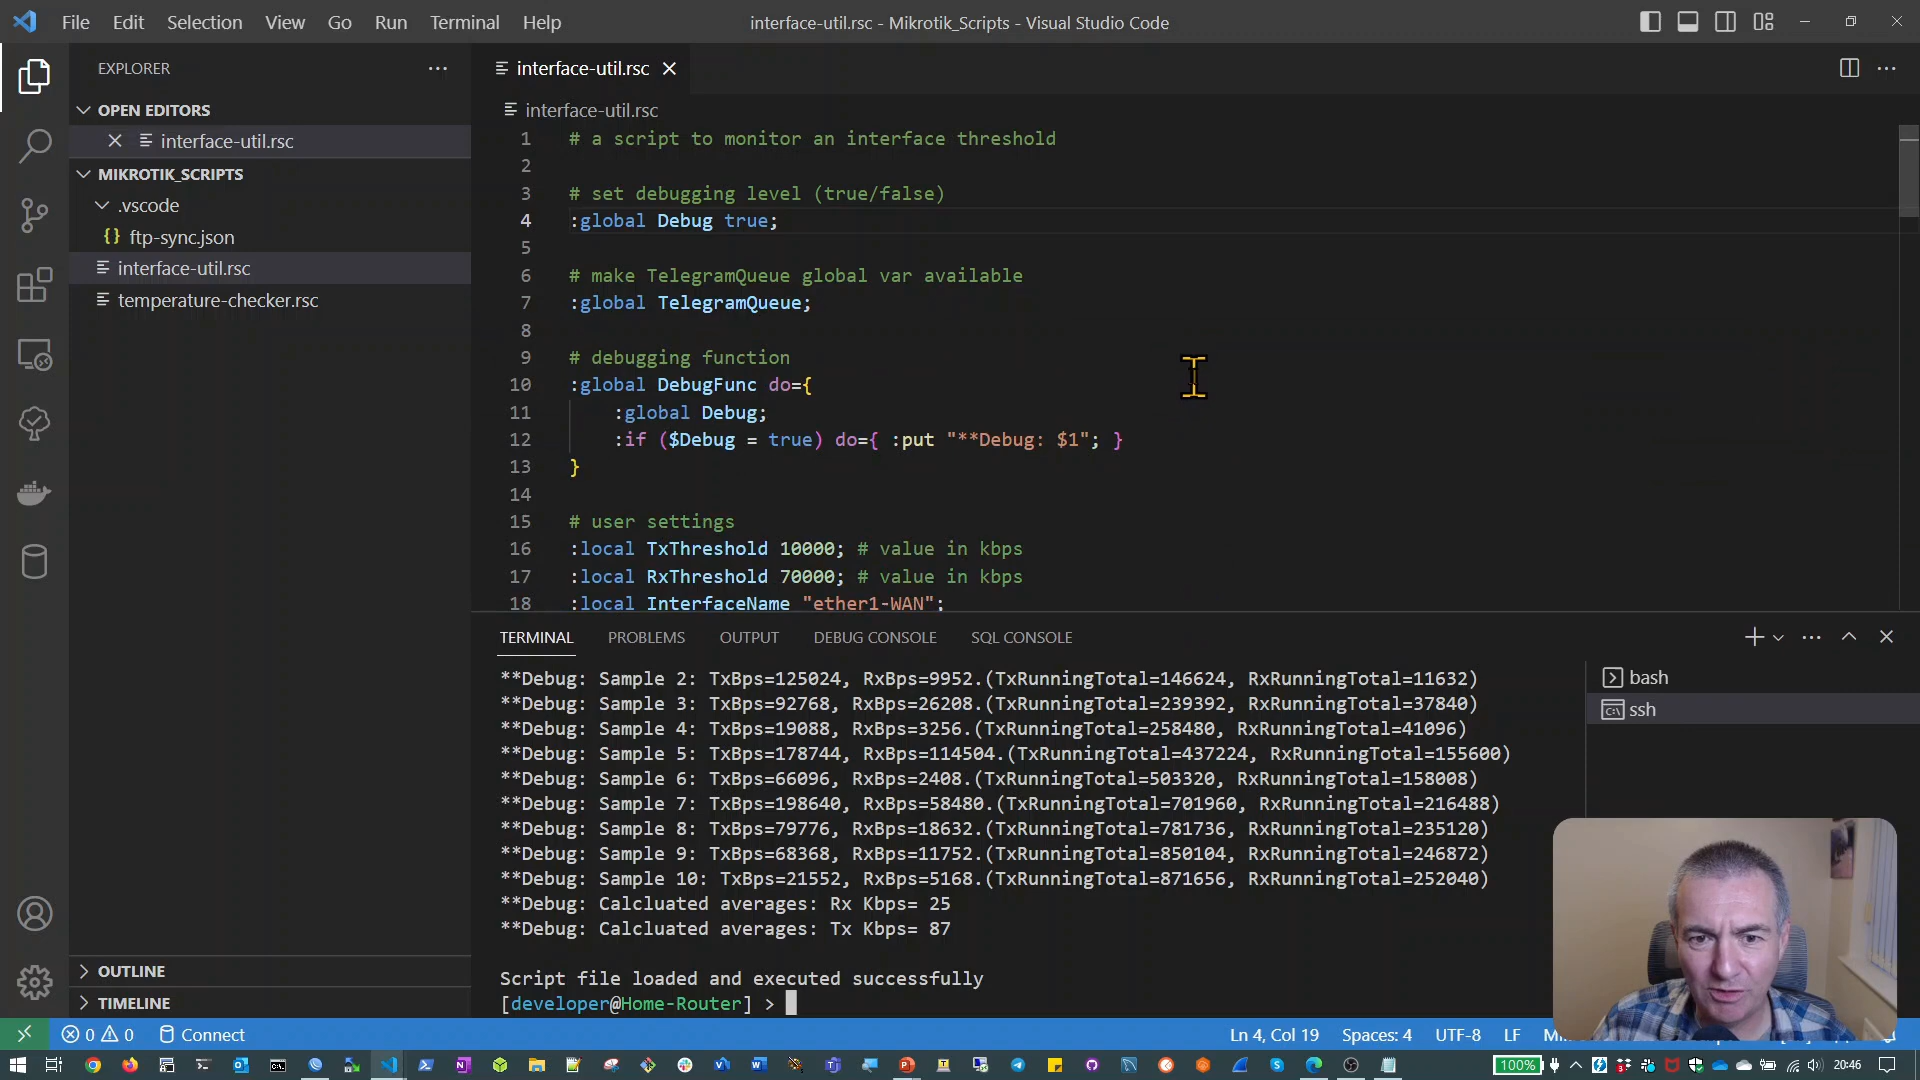 File Edit Selection View Go Run Terminal Help
interface-util.rsc - Mikrotik_Scripts - Visual Studio Code
EXPLORER
OPEN EDITORS
interface-util.rsc
MIKROTIK_SCRIPTS
.vscode
{} ftp-sync.json
interface-util.rsc
temperature-checker.rsc
OUTLINE
TIMELINE
interface-util.rsc
interface-util.rsc
1 # a script to monitor an interface threshold
2
3 # set debugging level (true/false)
4 :global Debug true;
5
6 # make TelegramQueue global var available
7 :global TelegramQueue;
8
9 # debugging function
10 :global DebugFunc do={
11 :global Debug;
12 :if ($Debug = true) do={ :put "**Debug: $1"; }
13 }
14
15 # user settings
16 :local TxThreshold 10000; # value in kbps
17 :local RxThreshold 70000; # value in kbps
18 :local InterfaceName "ether1-WAN";
TERMINAL PROBLEMS OUTPUT DEBUG CONSOLE SQL CONSOLE
**Debug: Sample 2: TxBps=125024, RxBps=9952.(TxRunningTotal=146624, RxRunningTotal=11632)
**Debug: Sample 3: TxBps=92768, RxBps=26208.(TxRunningTotal=239392, RxRunningTotal=37840)
**Debug: Sample 4: TxBps=19088, RxBps=3256.(TxRunningTotal=258480, RxRunningTotal=41096)
**Debug: Sample 5: TxBps=178744, RxBps=114504.(TxRunningTotal=437224, RxRunningTotal=155600)
**Debug: Sample 6: TxBps=66096, RxBps=2408.(TxRunningTotal=503320, RxRunningTotal=158008)
**Debug: Sample 7: TxBps=198640, RxBps=58480.(TxRunningTotal=701960, RxRunningTotal=216488)
**Debug: Sample 8: TxBps=79776, RxBps=18632.(TxRunningTotal=781736, RxRunningTotal=235120)
**Debug: Sample 9: TxBps=68368, RxBps=11752.(TxRunningTotal=850104, RxRunningTotal=246872)
**Debug: Sample 10: TxBps=21552, RxBps=5168.(TxRunningTotal=871656, RxRunningTotal=252040)
**Debug: Calcluated averages: Rx Kbps= 25
**Debug: Calcluated averages: Tx Kbps= 87
Script file loaded and executed successfully
[developer@Home-Router] >
bash
ssh
0 0 Connect
Ln 4, Col 19 Spaces: 4 UTF-8 LF
100% 20:46